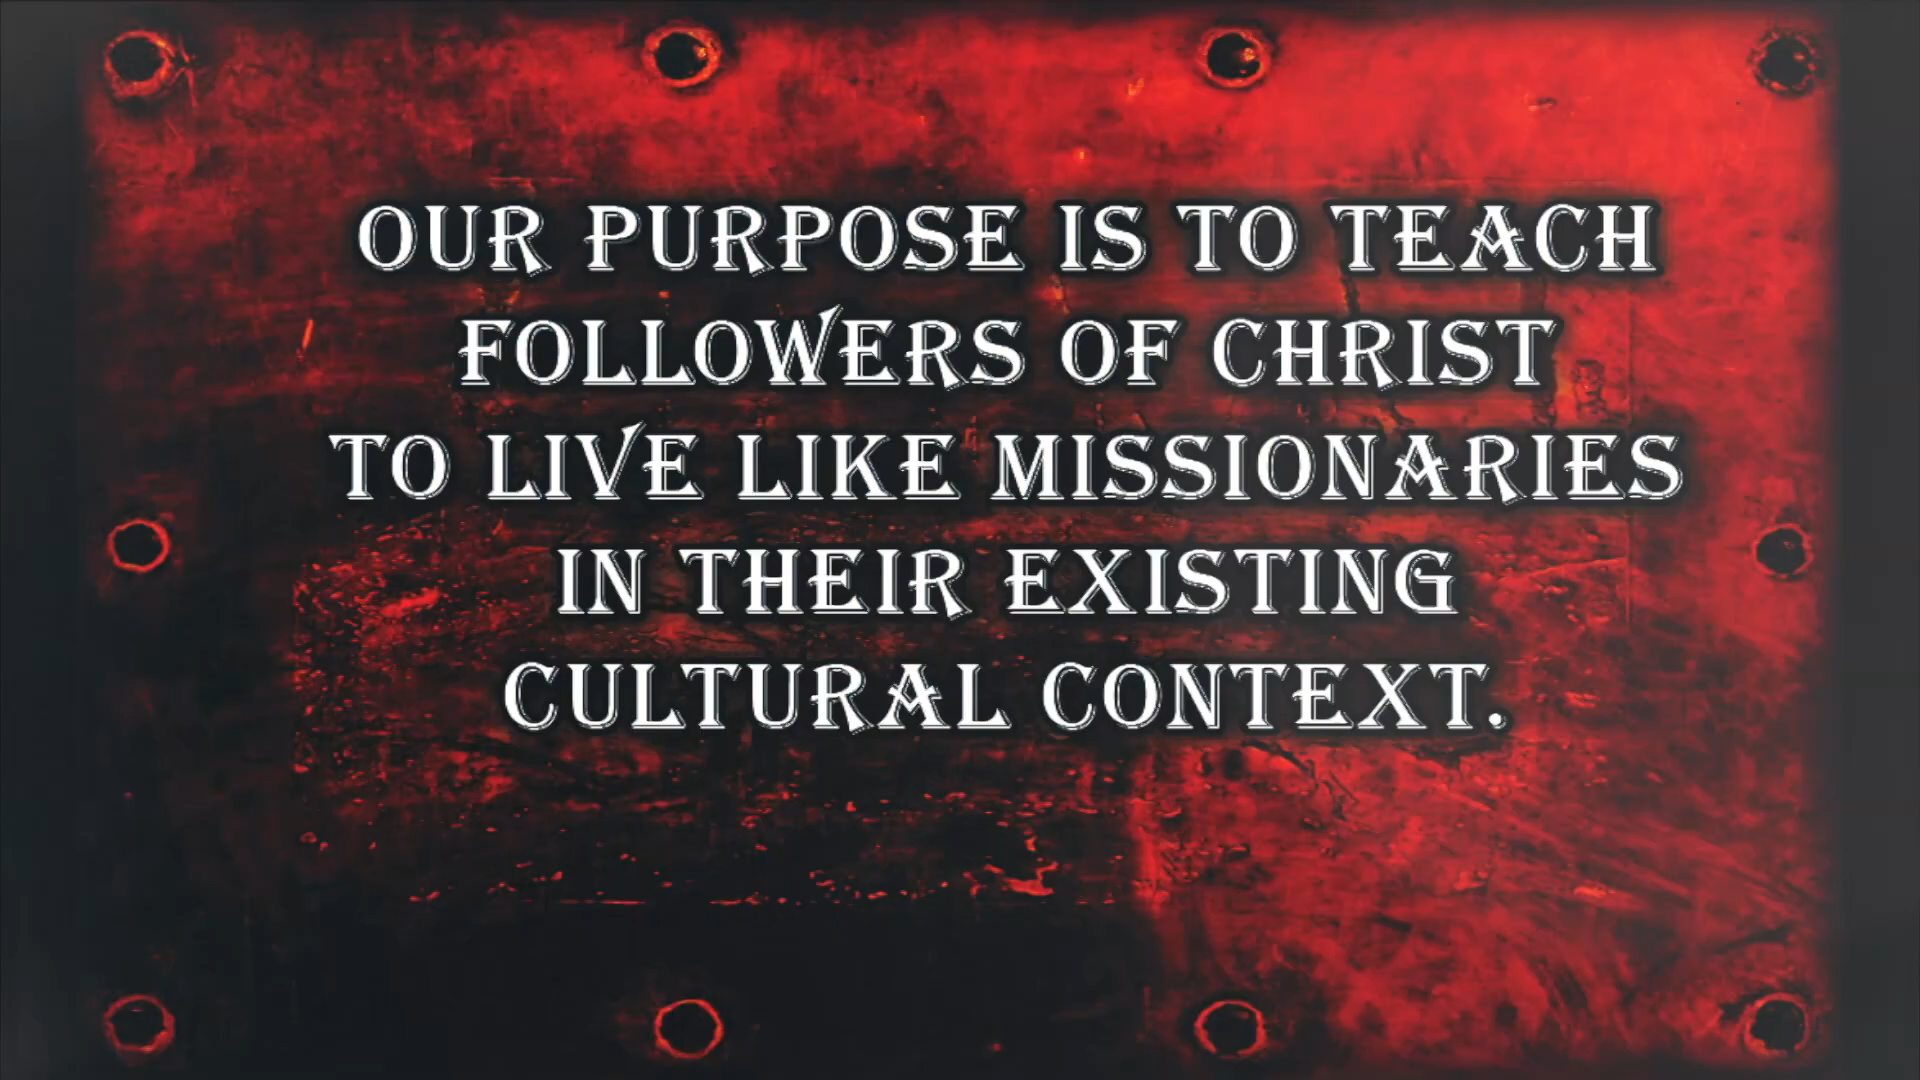 OUR PURPOSE IS TO TEACH
FOLLOWERS OF CHRIST
TO LIVE LIKE MISSIONARIES
IN THEIR EXISTING
CULTURAL CONTEXT.